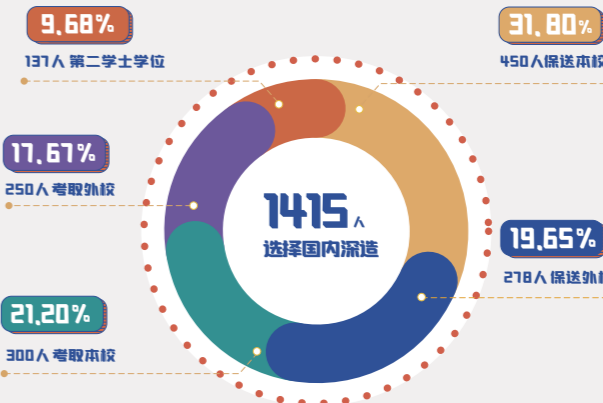 9.68%
137人 第二学士学位
31.80%
450人保送本校
17.67%
250人 考取外校
1415人
选择国内深造
19.65%
278人 保送外校
21.20%
300人 考取本校